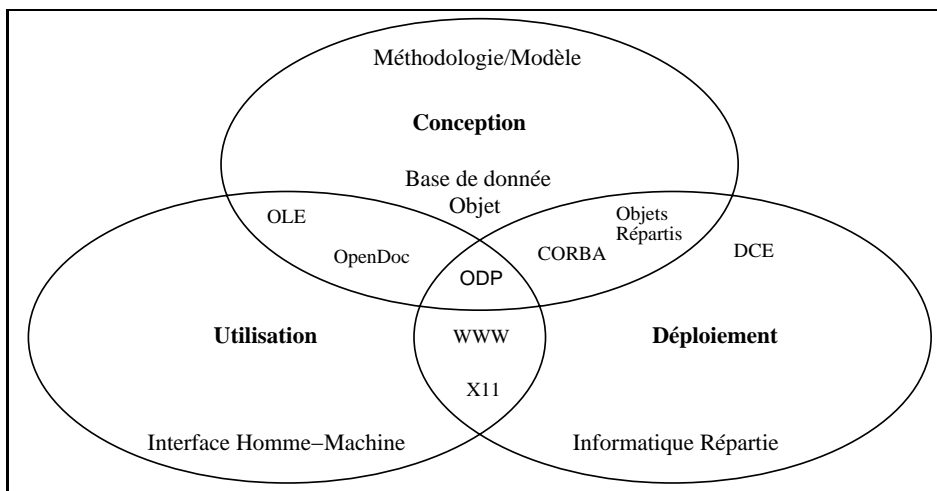 Méthodologie/Modèle
Conception
Base de donnée
Objet
OLE
OpenDoc
Objets
Répartis
CORBA
DCE
ODP
Utilisation
WWW
Déploiement
X11
Interface Homme−Machine
Informatique Répartie